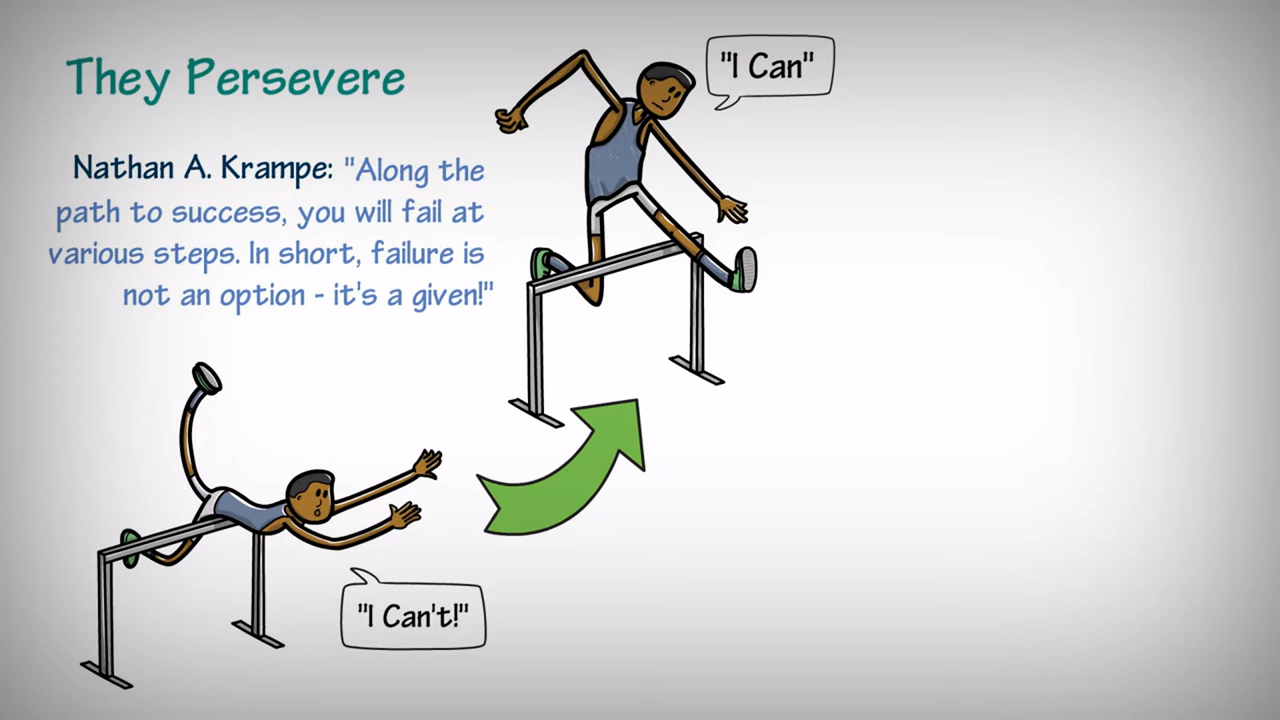 They Persevere
Nathan A. Krampe: "Along the
path to success, you will fail at
various steps. In short, failure is
not an option - it's a given!"
"I Can"
"I Can't!"